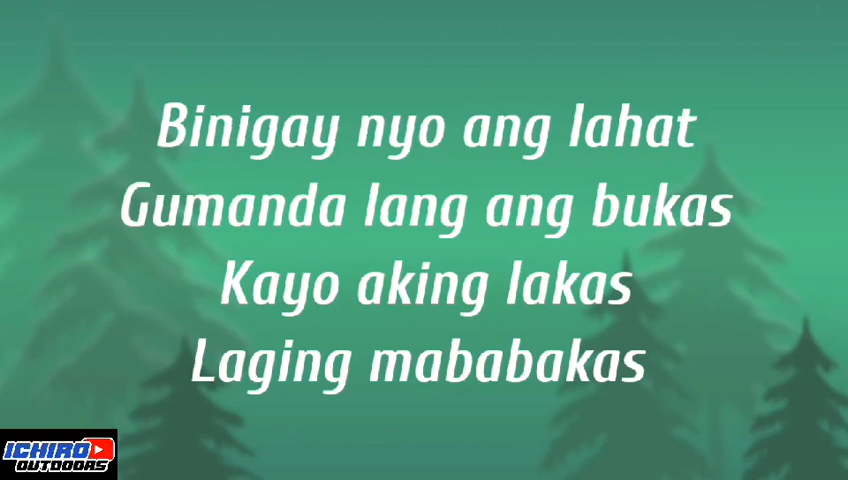 Binigay nyo ang lahat
Gumanda lang ang bukas
Kayo aking lakas
Laging mababakas
ICHIRO
OUTDOORS